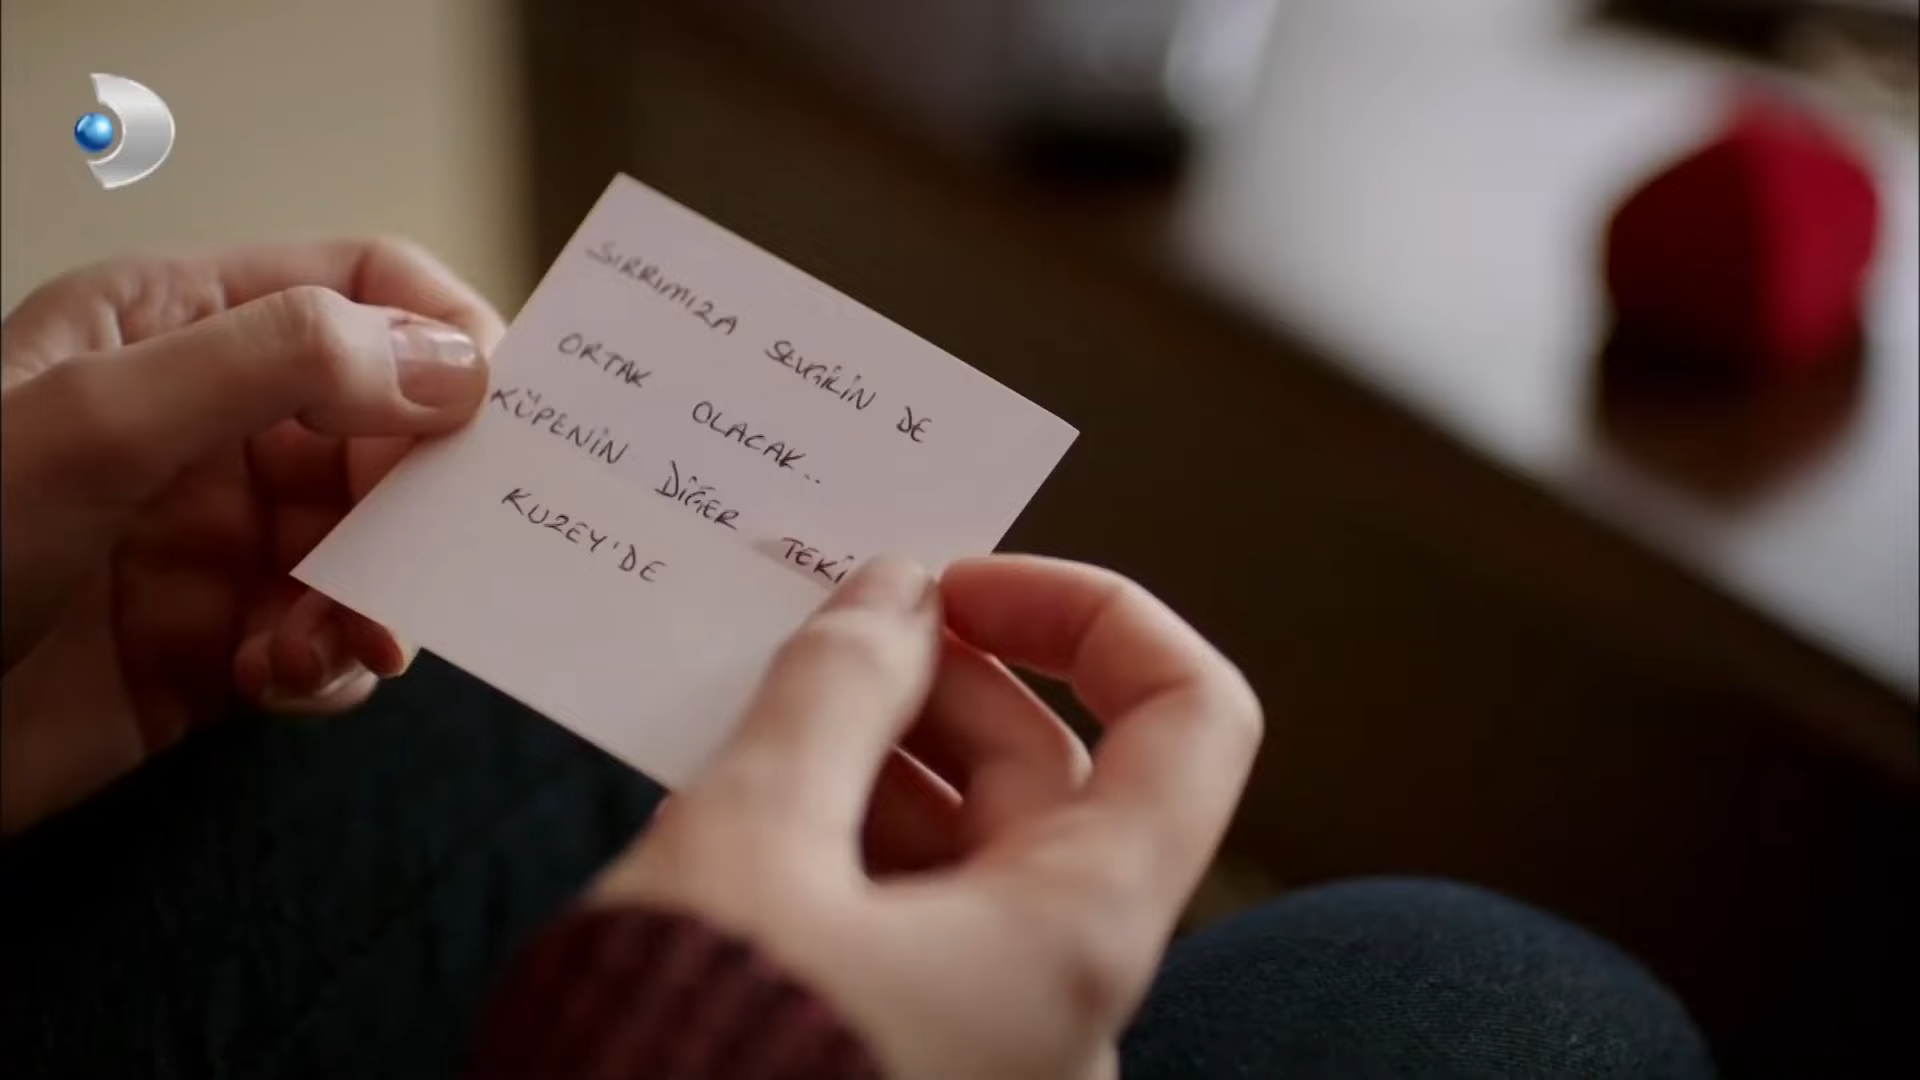 SIRRIMIZA SEVGİLİN DE
ORTAK OLACAK..
KÜPENİN DİĞER TEKİ
KUZEY'DE